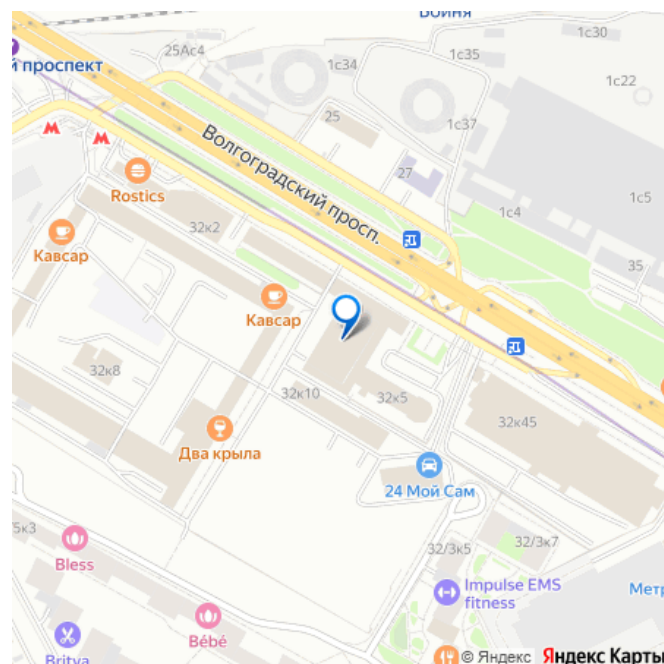 Бойня
1с30
25Ас4
1с35
1с34
й проспект
1с22
25
1с37
Волгоградский просп.
27
Rostics
1с5
1с4
32к2
Кавсар
35
Кавсар
32к8
32к10
32к5
32к45
Два крыла
24 Мой Сам
/5к3
32/3к5
32/3к7
Bless
Impulse EMS
fitness
Метр
Bébé
Britva
© Яндекс Яндекс Карты